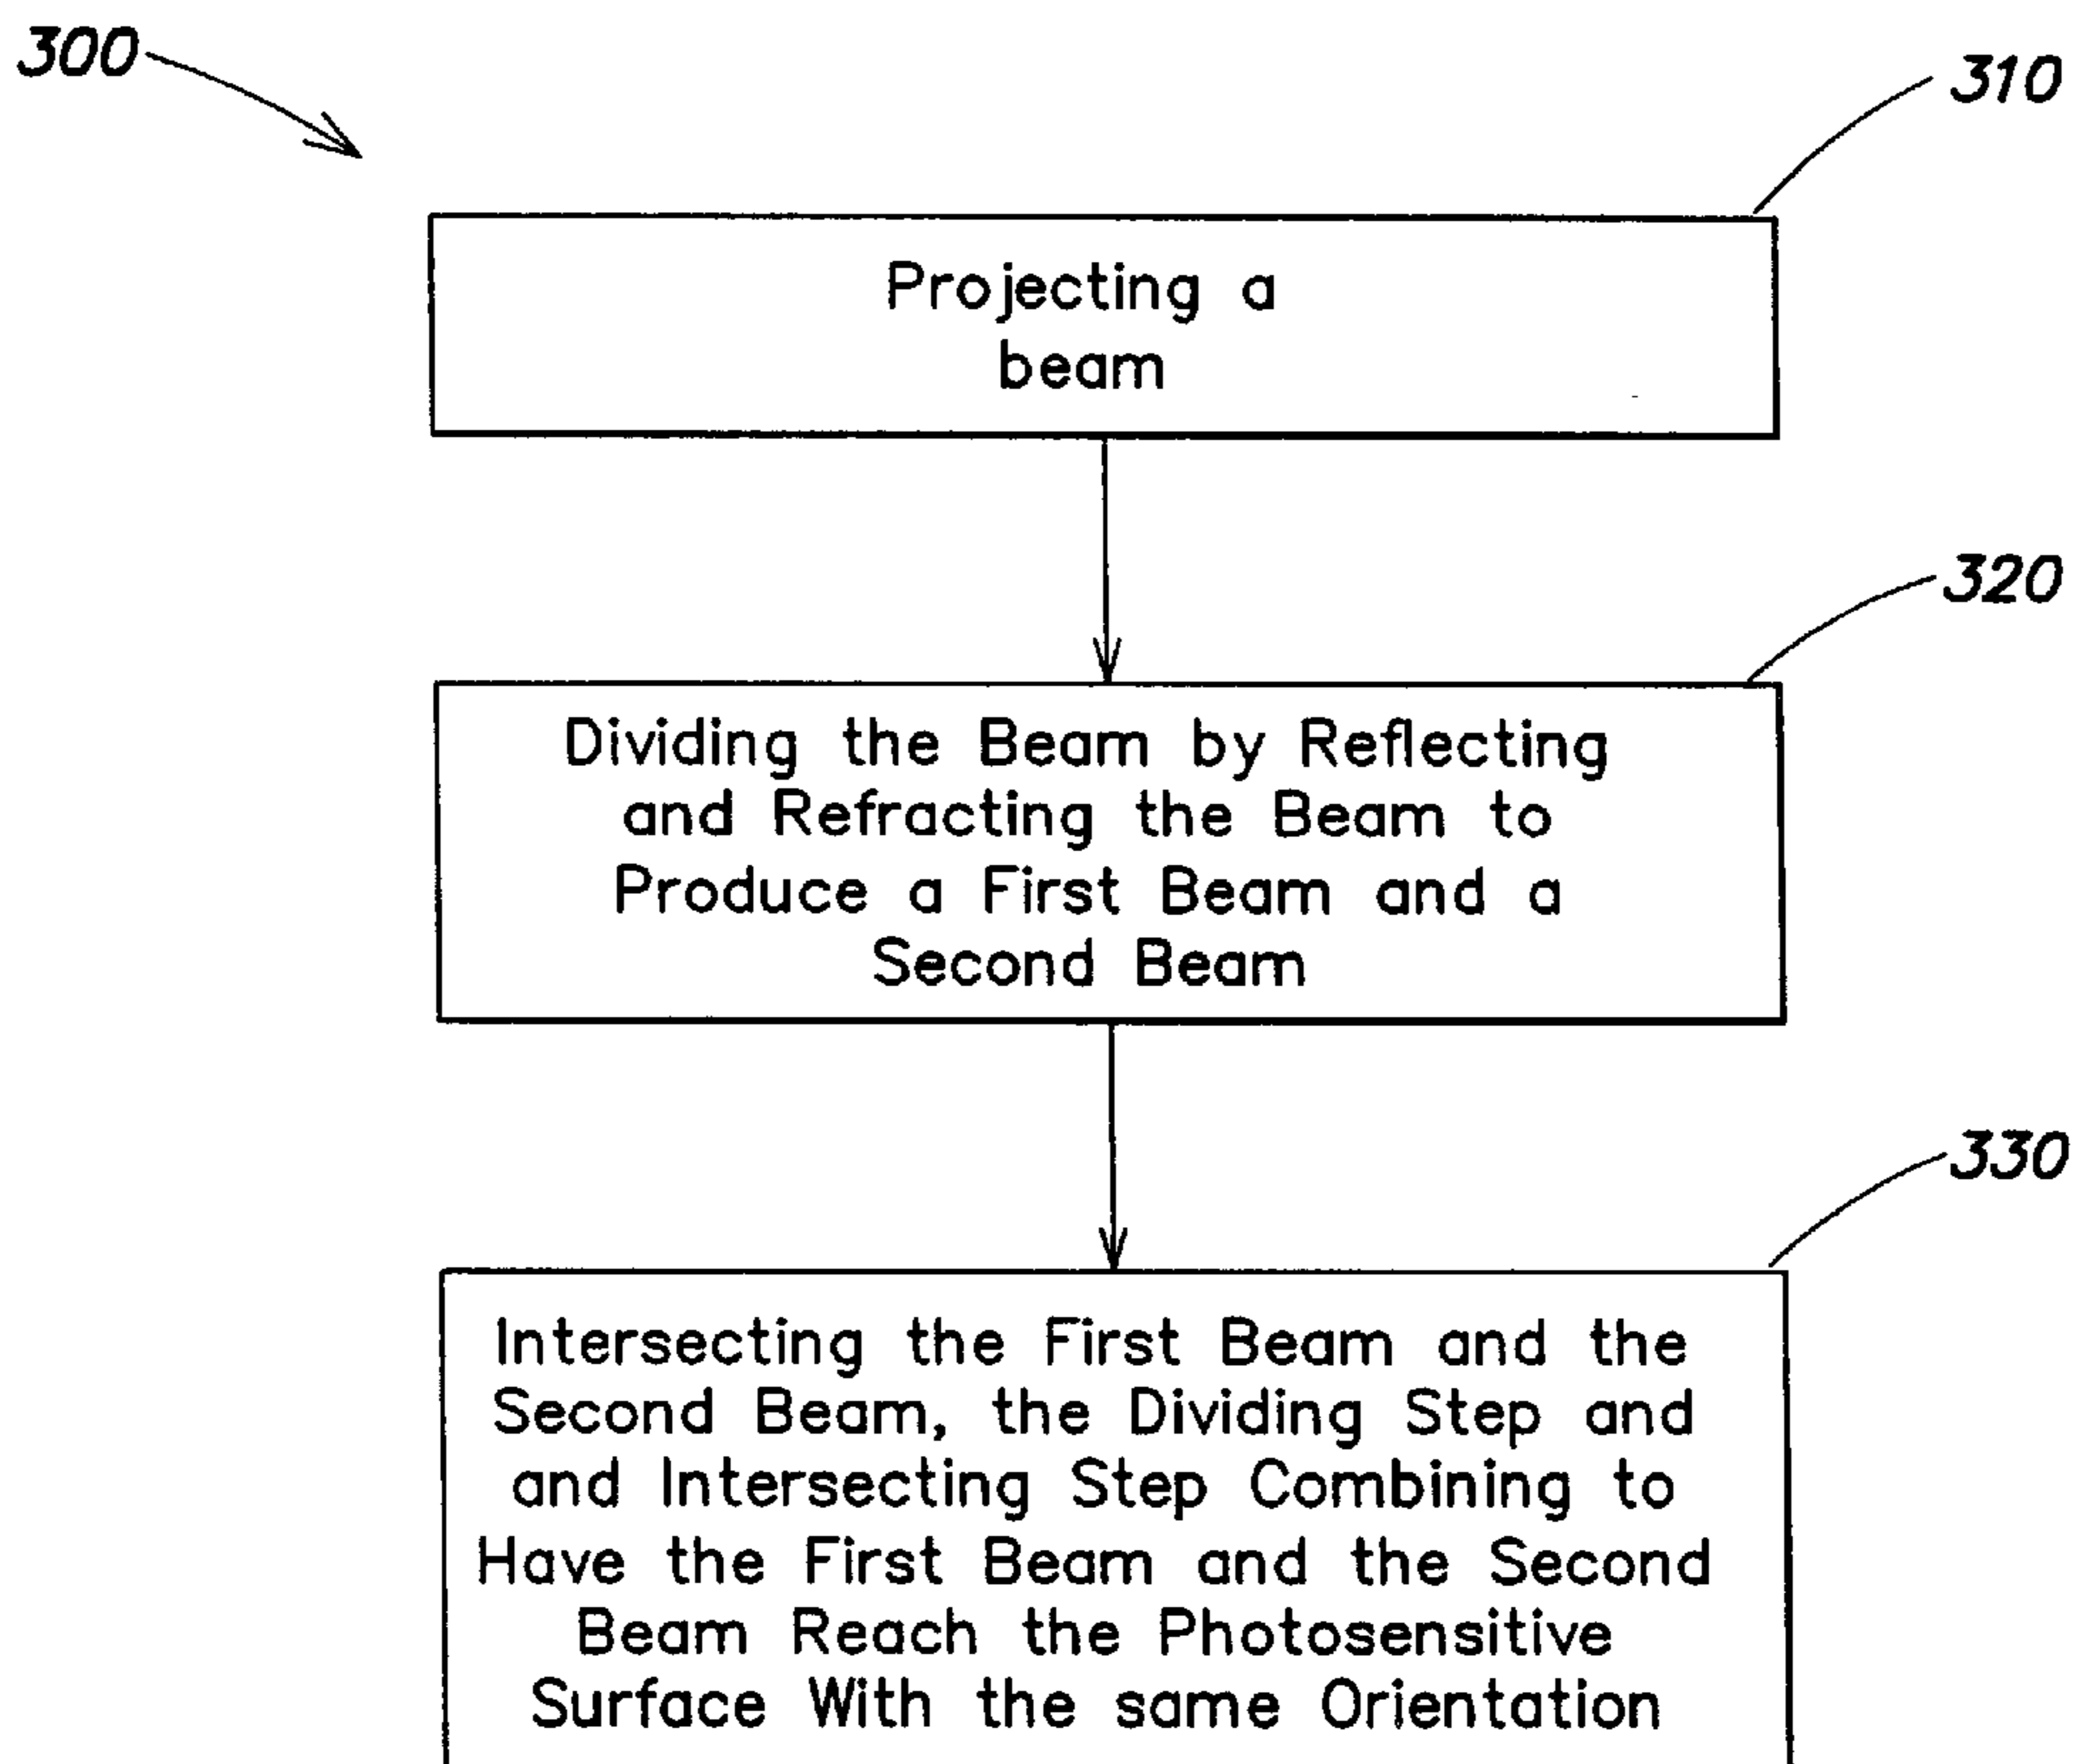 300
310
Projecting a
beam
320
Dividing the Beam by Reflecting
and Refracting the Beam to
Produce a First Beam and a
Second Beam
330
Intersecting the First Beam and the
Second Beam, the Dividing Step and
and Intersecting Step Combining to
Have the First Beam and the Second
Beam Reach the Photosensitive
Surface With the same Orientation